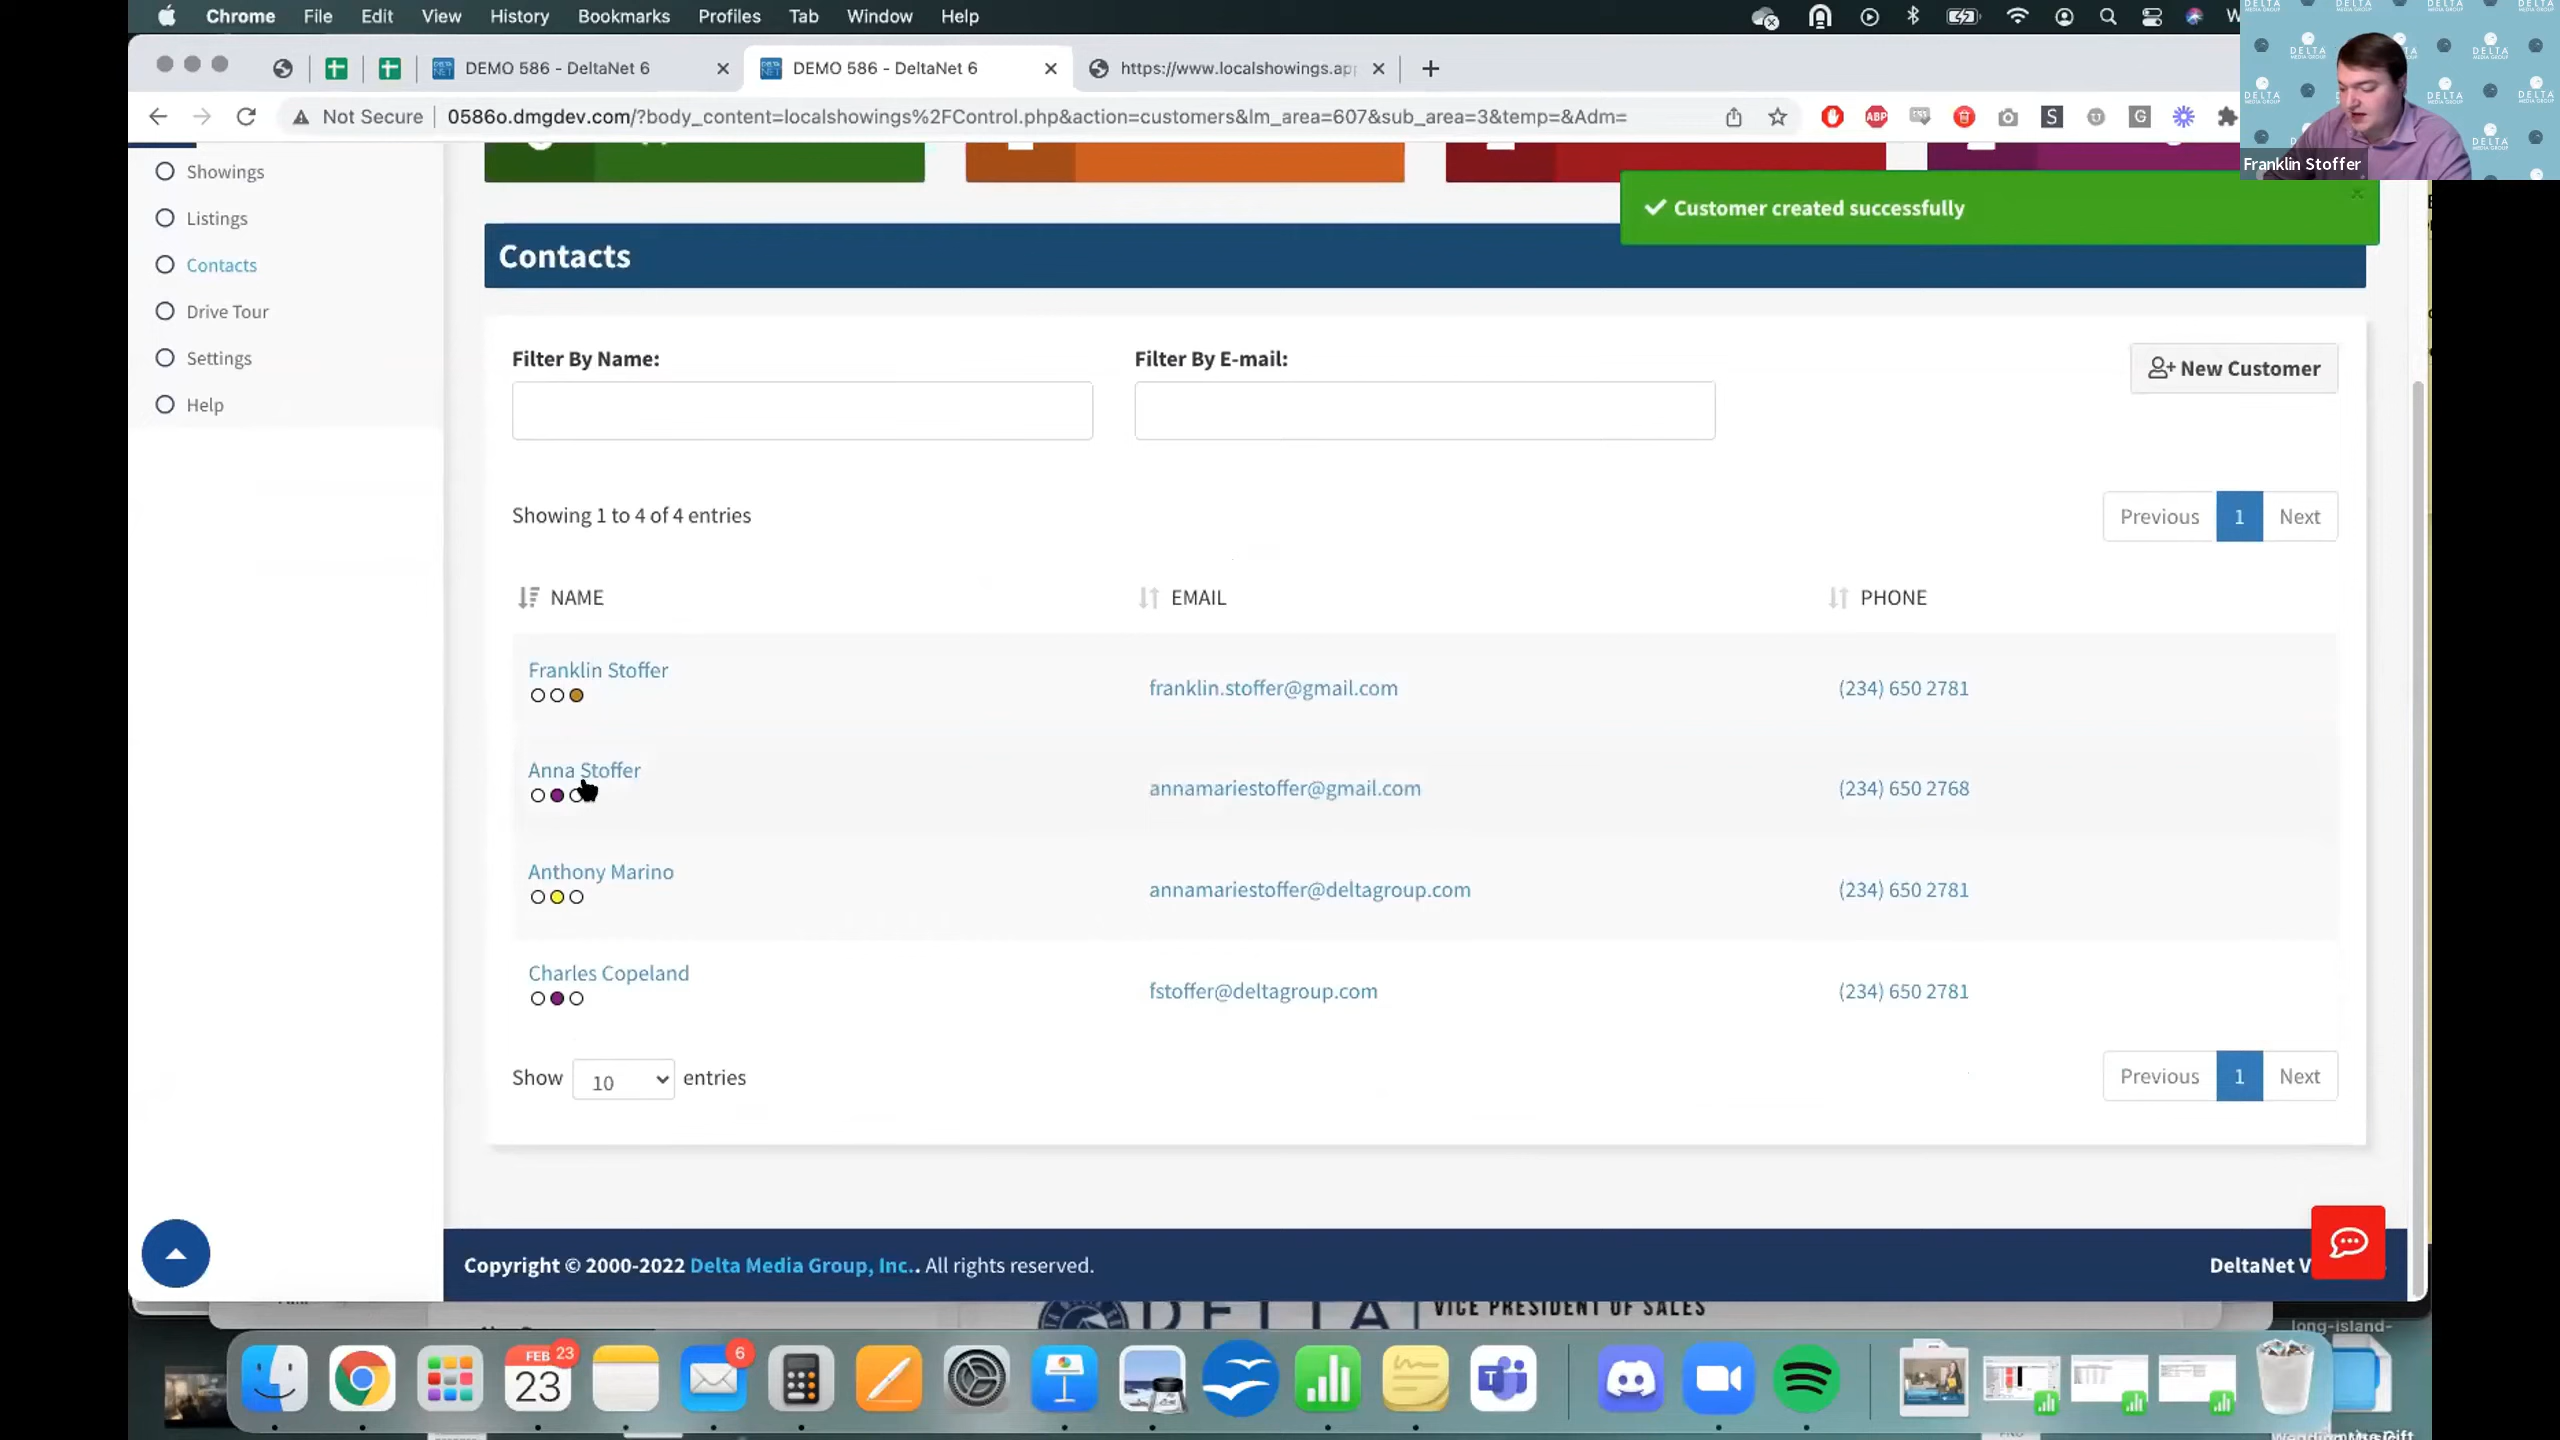 Chrome File Edit View History Bookmarks Profiles Tab Window Help
DEMO 586 - DeltaNet 6
DEMO 586 - DeltaNet 6
https://www.localshowings.app
Not Secure 0586o.dmgdev.com/?body_content=localshowings%2FControl.php&action=customers&lm_area=607&sub_area=3&temp=&Adm=
Franklin Stoffer
Showings
Listings
Contacts
Drive Tour
Settings
Help
Customer created successfully
Contacts
Filter By Name:
Filter By E-mail:
New Customer
Showing 1 to 4 of 4 entries
Previous 1 Next
NAME EMAIL PHONE
Franklin Stoffer franklin.stoffer@gmail.com (234) 650 2781
Anna Stoffer annamariestoffer@gmail.com (234) 650 2768
Anthony Marino annamariestoffer@deltagroup.com (234) 650 2781
Charles Copeland fstoffer@deltagroup.com (234) 650 2781
Show 10 entries
Previous 1 Next
Copyright © 2000-2022 Delta Media Group, Inc.. All rights reserved.
DeltaNet V
DELTA
VICE PRESIDENT OF SALES
long-island-
FEB 23
23
6